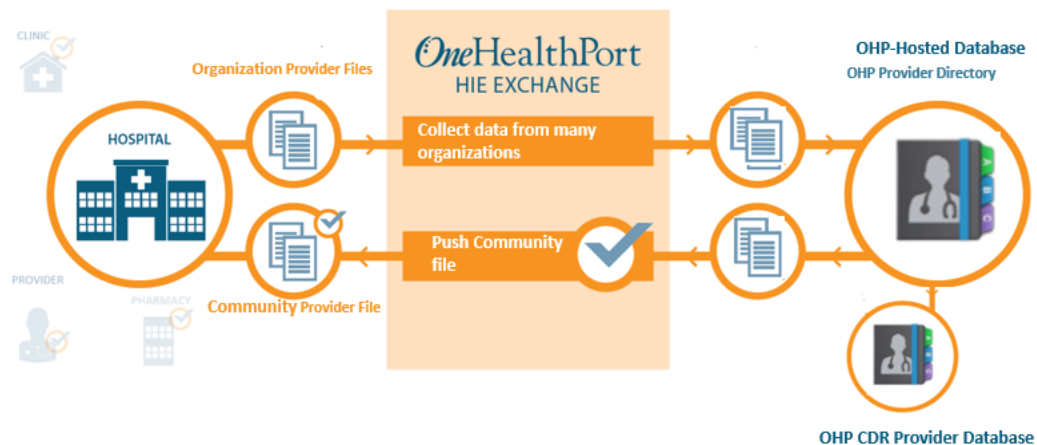 CLINIC
Organization Provider Files
OneHealthPort
HIE EXCHANGE
OHP-Hosted Database
OHP Provider Directory
HOSPITAL
Collect data from many
organizations
A
D
C
Push Community
file
PROVIDER
PHARMACY
Community Provider File
OHP CDR Provider Database